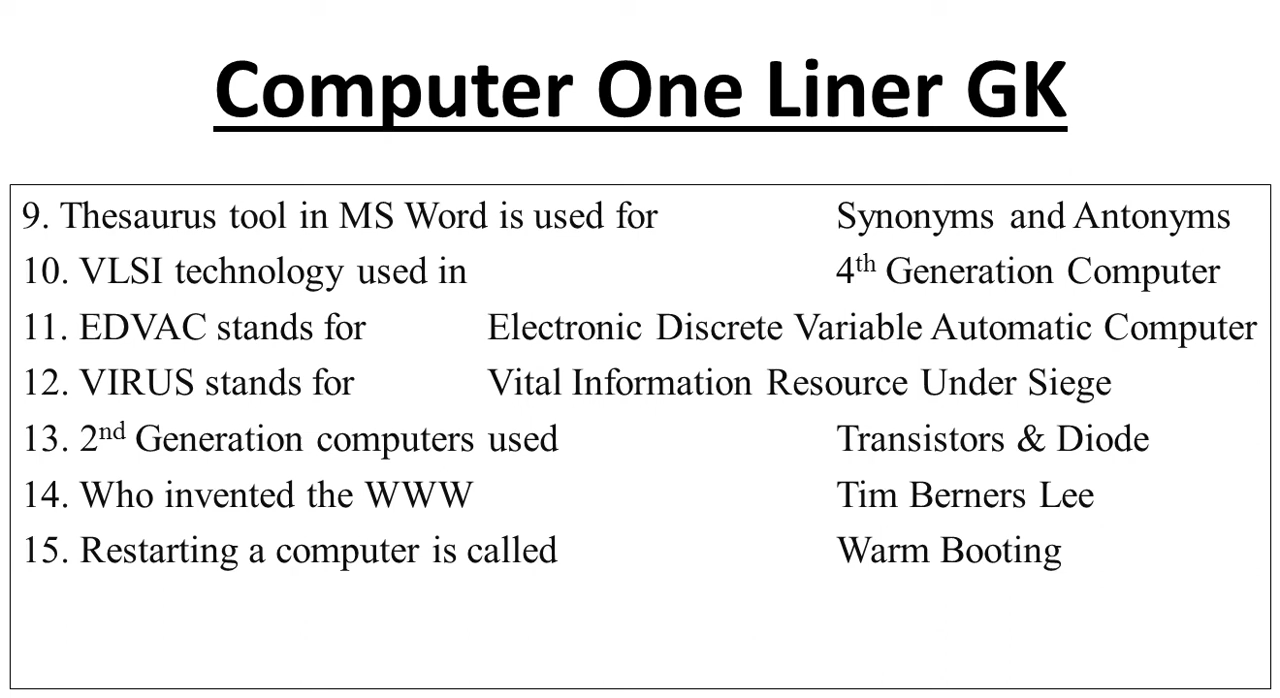 Computer One Liner GK
9. Thesaurus tool in MS Word is used for Synonyms and Antonyms
10. VLSI technology used in 4th Generation Computer
11. EDVAC stands for Electronic Discrete Variable Automatic Computer
12. VIRUS stands for Vital Information Resource Under Siege
13. 2nd Generation computers used Transistors & Diode
14. Who invented the WWW Tim Berners Lee
15. Restarting a computer is called Warm Booting